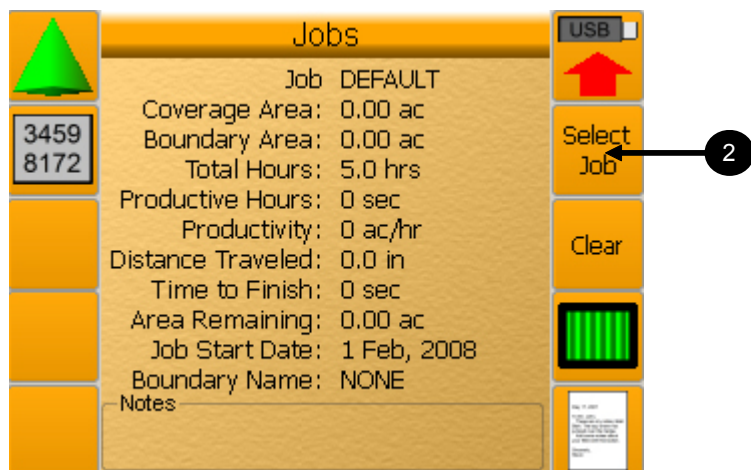 Jobs
USB
3459
8172
Job DEFAULT
Coverage Area: 0.00 ac
Boundary Area: 0.00 ac
Total Hours: 5.0 hrs
Productive Hours: 0 sec
Productivity: 0 ac/hr
Distance Traveled: 0.0 in
Time to Finish: 0 sec
Area Remaining: 0.00 ac
Job Start Date: 1 Feb, 2008
Boundary Name: NONE
Notes
Select
Job
2
Clear